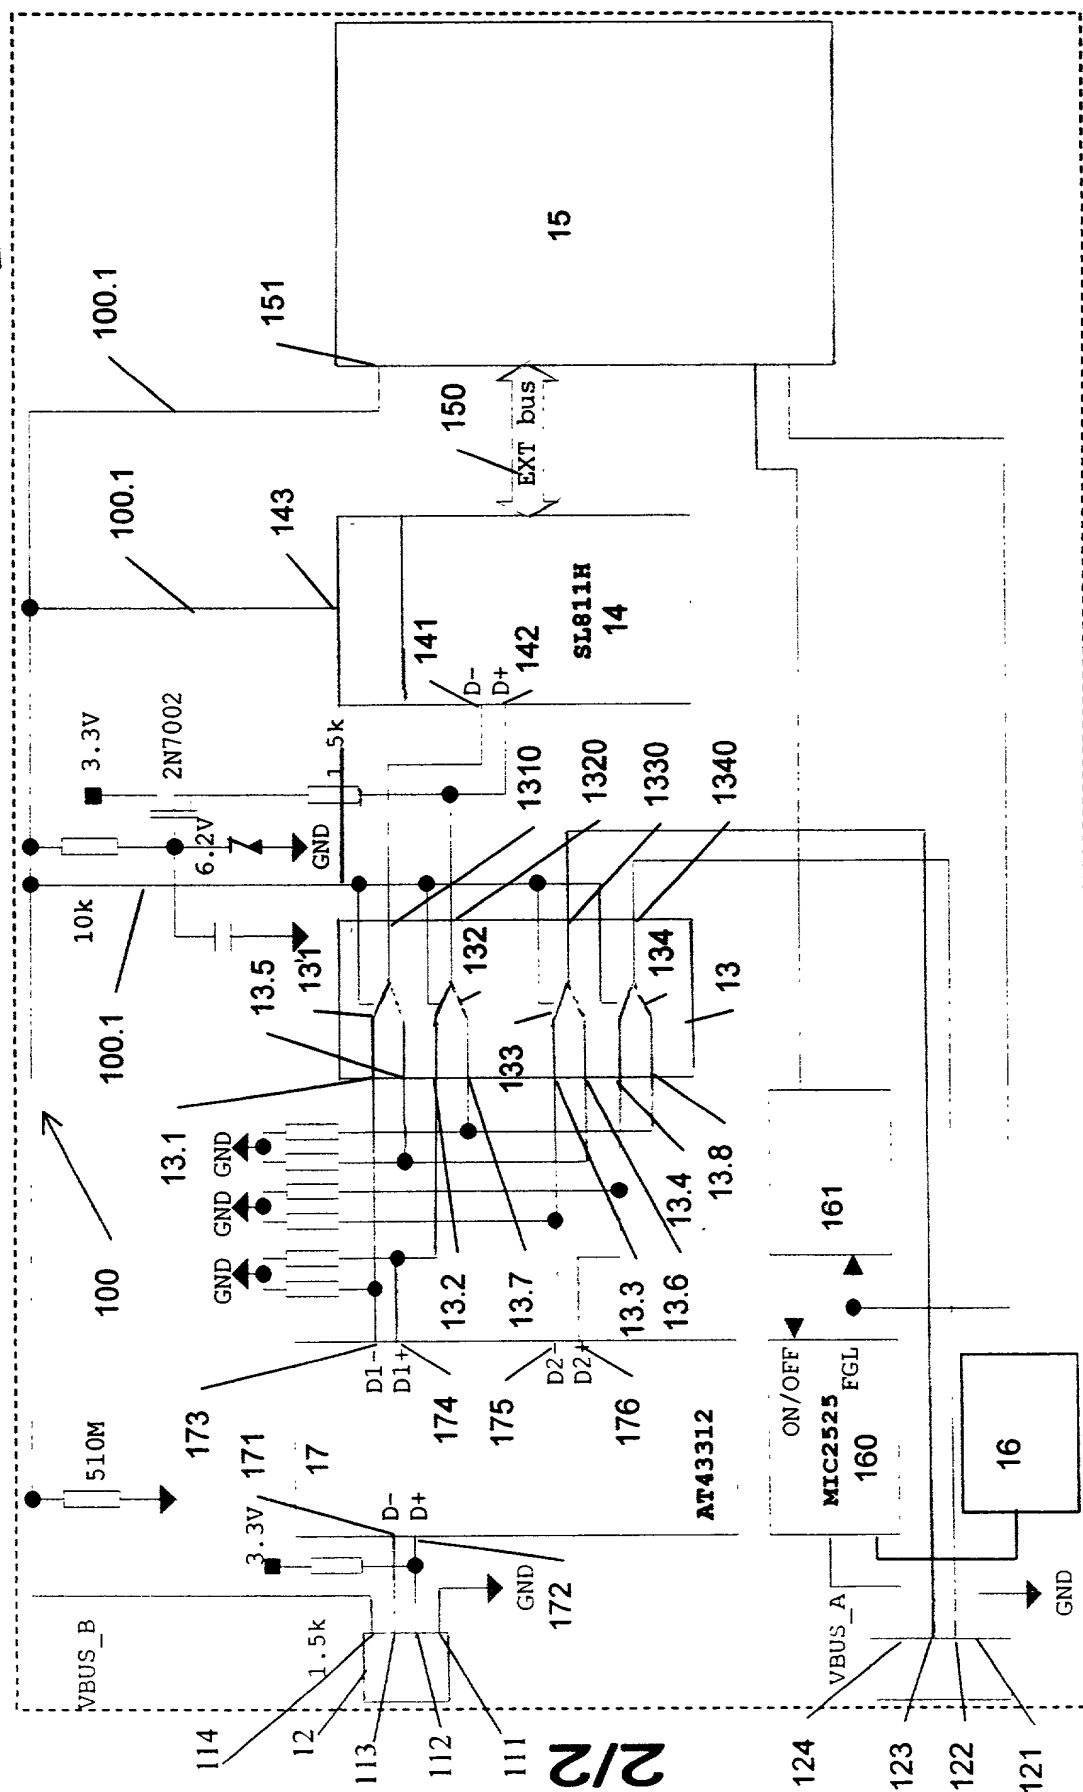 100.1
151
150
EXT bus
15
100.1
143
141
D-
D+
142
SL811H
14
3.3V
2N7002
1.5k
6.2V
GND
10k
100.1
1310
1320
1330
1340
131
132
133
134
13
13.5
13.1
13.2
13.7
13.3
13.6
13.4
13.8
GND
GND
GND
100
161
173
D1-
D1+
174
175
D2-
D2+
176
171
17
AT43312
ON/OFF
FGL
MIC2525
160
16
510M
3.3V
D-
D+
GND
172
VBUS_B
1.5k
VBUS_A
GND
114
12
113
112
111
2/2
124
123
122
121